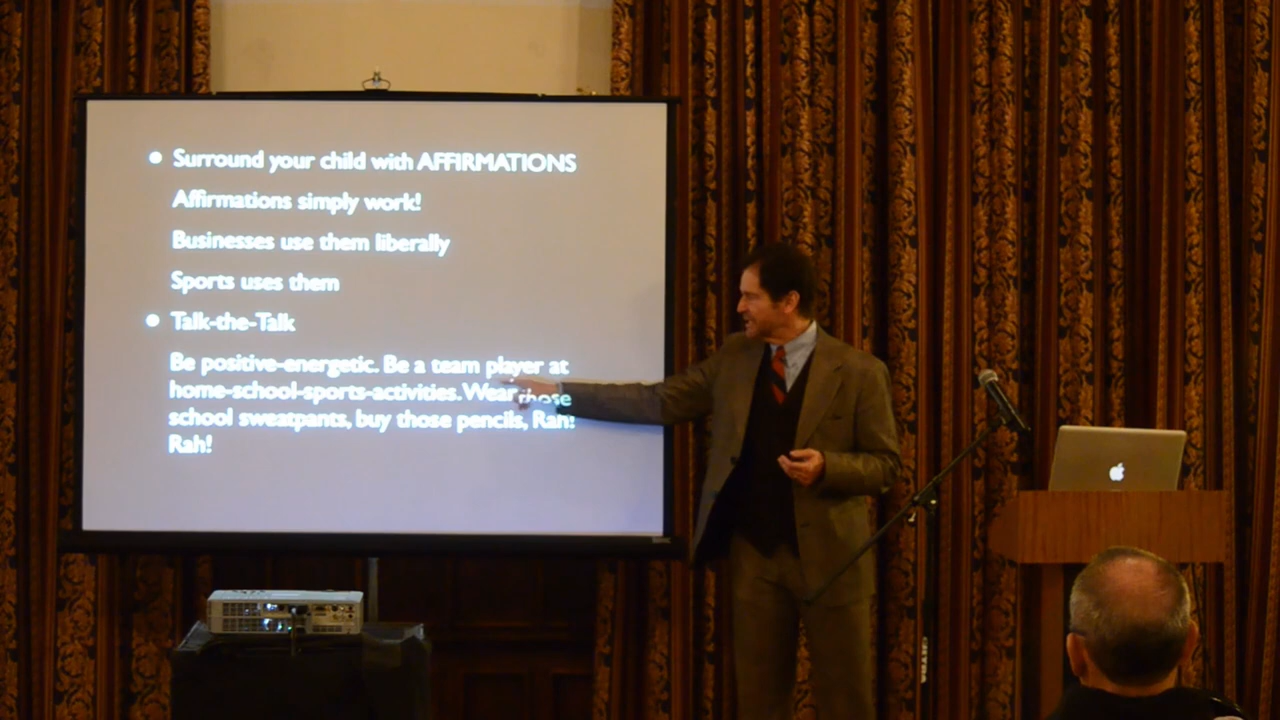 • Surround your child with AFFIRMATIONS
Affirmations simply work!
Businesses use them liberally
Sports uses them
• Talk-the-Talk
Be positive-energetic. Be a team player at
home-school-sports-activities. Wear those
school sweatpants, buy those pencils, Rah!
Rah!